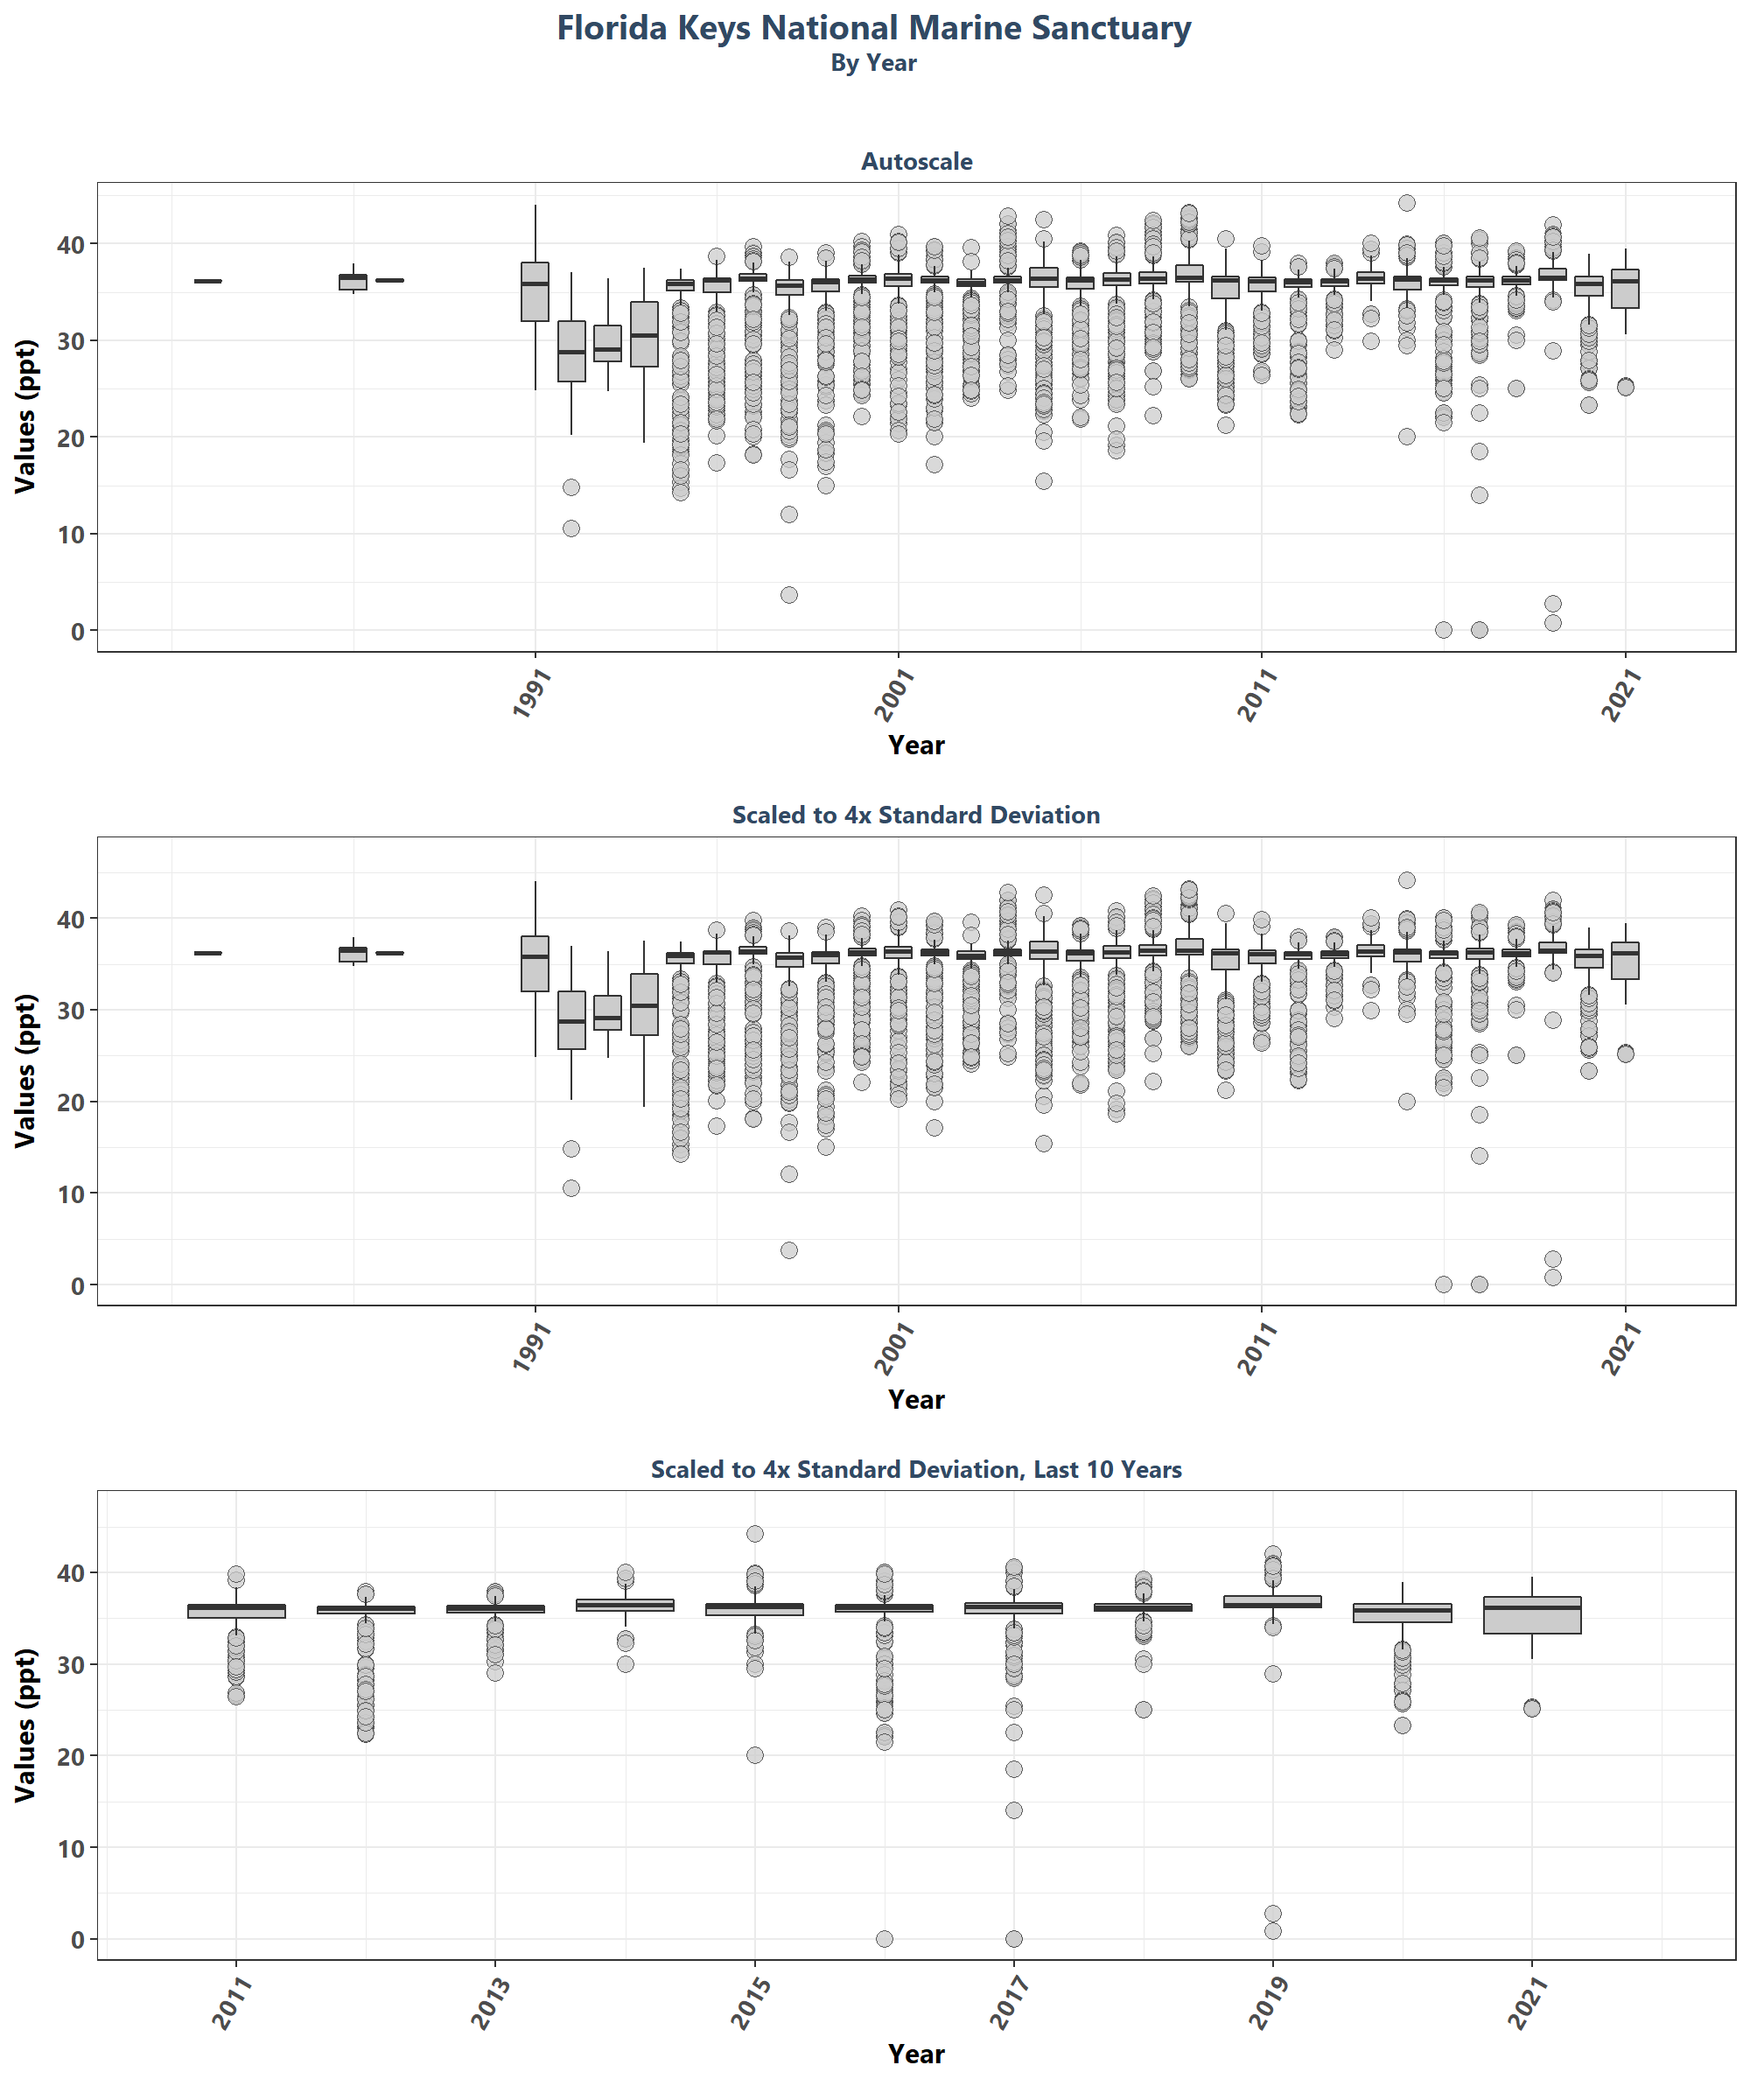 Florida Keys National Marine Sanctuary
By Year
Autoscale
Values (ppt)
40
30
20
10
0
1991
2001
2011
2021
Year
Scaled to 4x Standard Deviation
Values (ppt)
40
30
20
10
0
1991
2001
2011
2021
Year
Scaled to 4x Standard Deviation, Last 10 Years
Values (ppt)
40
30
20
10
0
2011
2013
2015
2017
2019
2021
Year